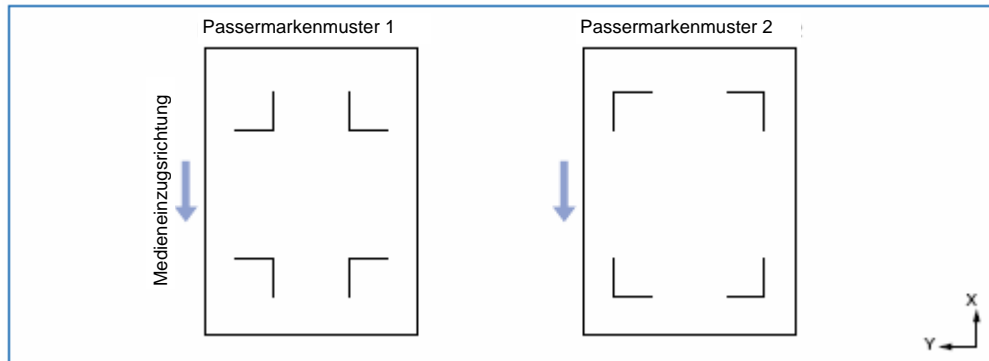 Passermarkenmuster 1
Passermarkenmuster 2
Medieneinzugsrichtung
X
Y